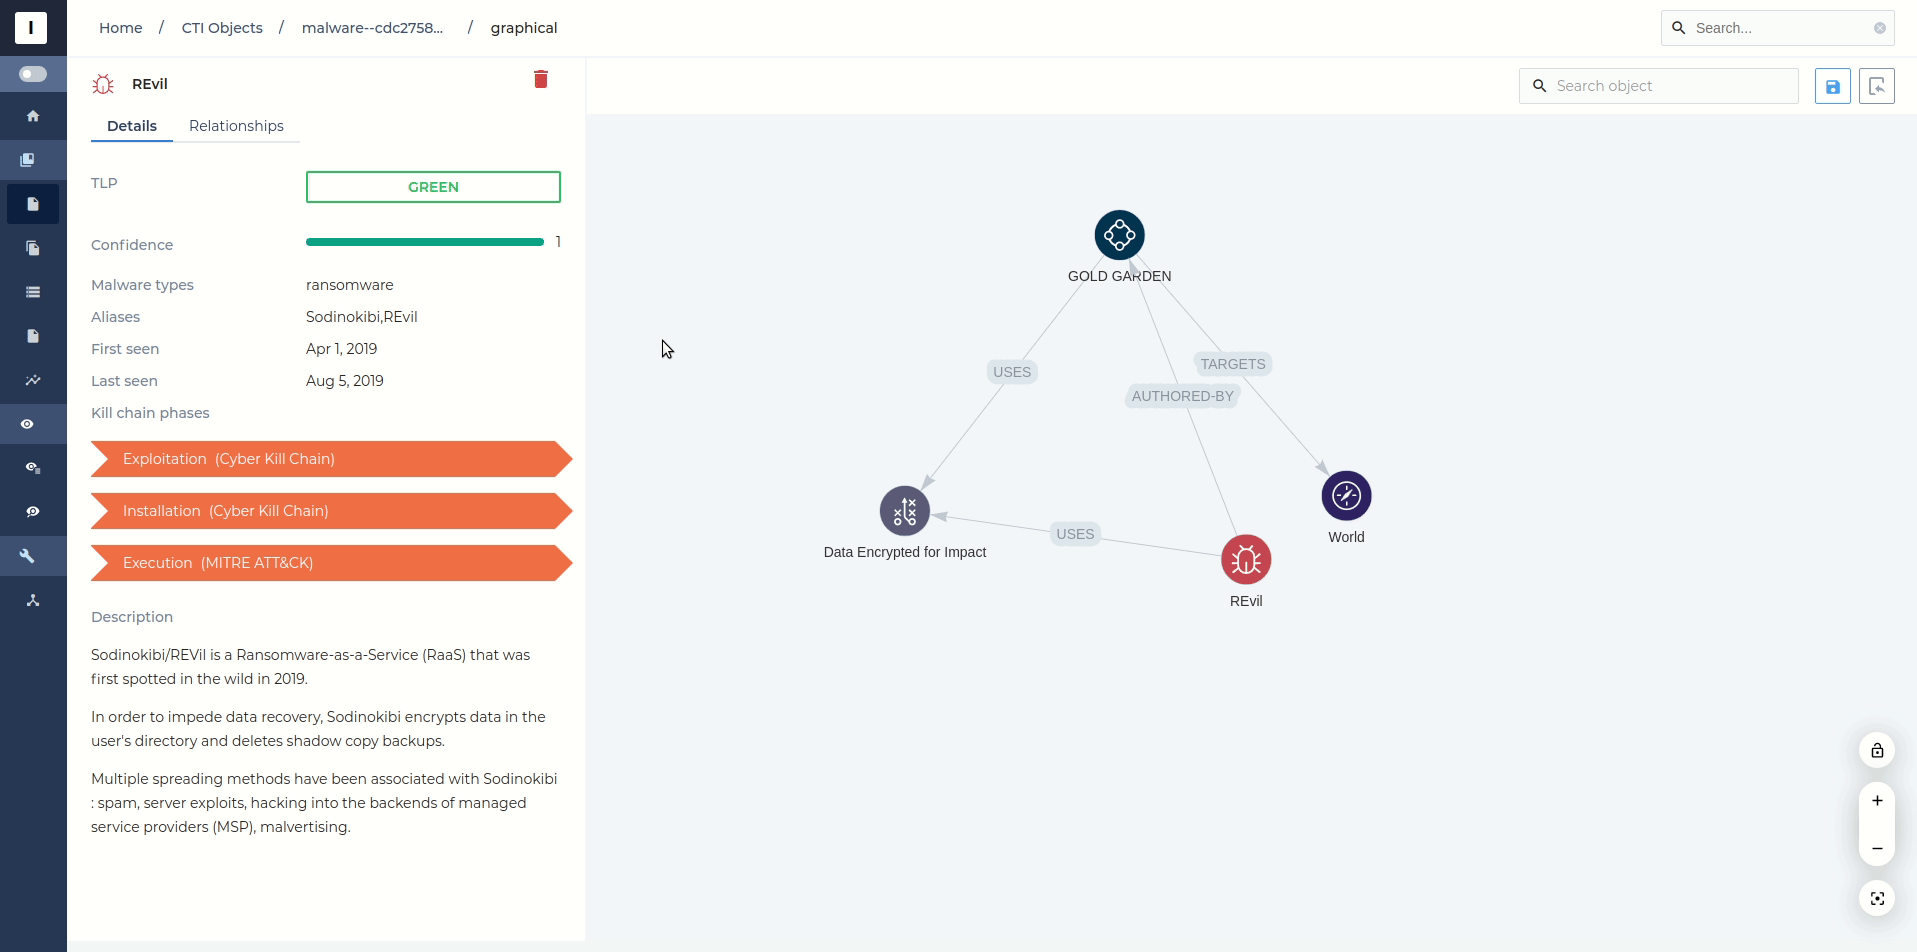 I
Home / CTI Objects / malware--cdc2758... / graphical
Search...
REvil
Search object
Details Relationships
TLP GREEN
Confidence 1
Malware types ransomware
Aliases Sodinokibi,REvil
First seen Apr 1, 2019
Last seen Aug 5, 2019
Kill chain phases
Exploitation (Cyber Kill Chain)
Installation (Cyber Kill Chain)
Execution (MITRE ATT&CK)
Description
Sodinokibi/REVil is a Ransomware-as-a-Service (RaaS) that was
first spotted in the wild in 2019.
In order to impede data recovery, Sodinokibi encrypts data in the
user's directory and deletes shadow copy backups.
Multiple spreading methods have been associated with Sodinokibi
: spam, server exploits, hacking into the backends of managed
service providers (MSP), malvertising.
GOLD GARDEN
USES
TARGETS
AUTHORED-BY
USES
World
Data Encrypted for Impact
REvil
+
−